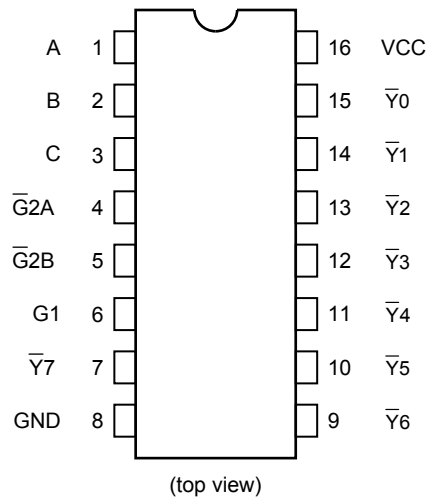 A 1 16 VCC
B 2 15 Y̅0
C 3 14 Y̅1
G̅2A 4 13 Y̅2
G̅2B 5 12 Y̅3
G1 6 11 Y̅4
Y̅7 7 10 Y̅5
GND 8 9 Y̅6
(top view)